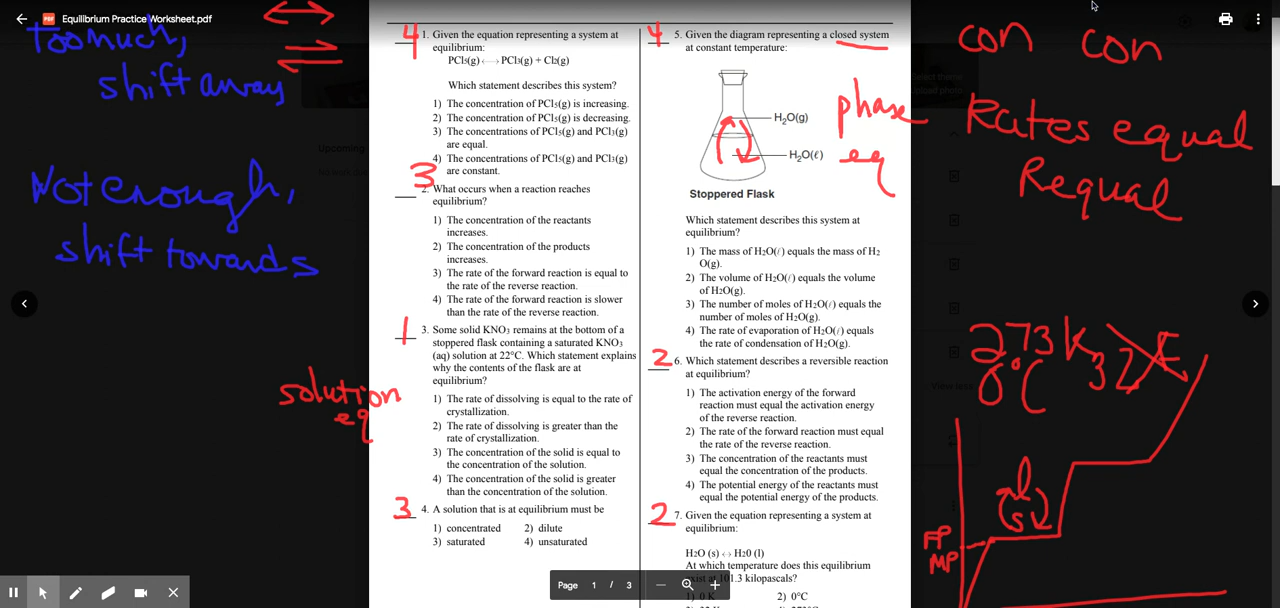 Equilibrium Practice Worksheet.pdf
too much,
shift away
Not enough,
shift towards
solution
eq
4
1. Given the equation representing a system at
equilibrium:
PCl5(g) <---> PCl3(g) + Cl2(g)
Which statement describes this system?
1) The concentration of PCl5(g) is increasing.
2) The concentration of PCl5(g) is decreasing.
3) The concentrations of PCl5(g) and PCl3(g)
are equal.
4) The concentrations of PCl5(g) and PCl3(g)
are constant.
3
2. What occurs when a reaction reaches
equilibrium?
1) The concentration of the reactants
increases.
2) The concentration of the products
increases.
3) The rate of the forward reaction is equal to
the rate of the reverse reaction.
4) The rate of the forward reaction is slower
than the rate of the reverse reaction.
1
3. Some solid KNO3 remains at the bottom of a
stoppered flask containing a saturated KNO3
(aq) solution at 22°C. Which statement explains
why the contents of the flask are at
equilibrium?
1) The rate of dissolving is equal to the rate of
crystallization.
2) The rate of dissolving is greater than the
rate of crystallization.
3) The concentration of the solid is equal to
the concentration of the solution.
4) The concentration of the solid is greater
than the concentration of the solution.
3
4. A solution that is at equilibrium must be
1) concentrated 2) dilute
3) saturated 4) unsaturated
4
5. Given the diagram representing a closed system
at constant temperature:
H2O(g)
H2O(ℓ)
Stoppered Flask
Which statement describes this system at
equilibrium?
1) The mass of H2O(ℓ) equals the mass of H2
O(g).
2) The volume of H2O(ℓ) equals the volume
of H2O(g).
3) The number of moles of H2O(ℓ) equals the
number of moles of H2O(g).
4) The rate of evaporation of H2O(ℓ) equals
the rate of condensation of H2O(g).
2
6. Which statement describes a reversible reaction
at equilibrium?
1) The activation energy of the forward
reaction must equal the activation energy
of the reverse reaction.
2) The rate of the forward reaction must equal
the rate of the reverse reaction.
3) The concentration of the reactants must
equal the concentration of the products.
4) The potential energy of the reactants must
equal the potential energy of the products.
2
7. Given the equation representing a system at
equilibrium:
H2O (s) ↔ H20 (l)
At which temperature does this equilibrium
exist at 101.3 kilopascals?
1) 0 K 2) 0°C
Page 1 / 3
phase
eq
con con
Rates equal
Requal
273K
0°C
32
l
s
FP
MP
Upcoming
Select theme
Upload photo
View less